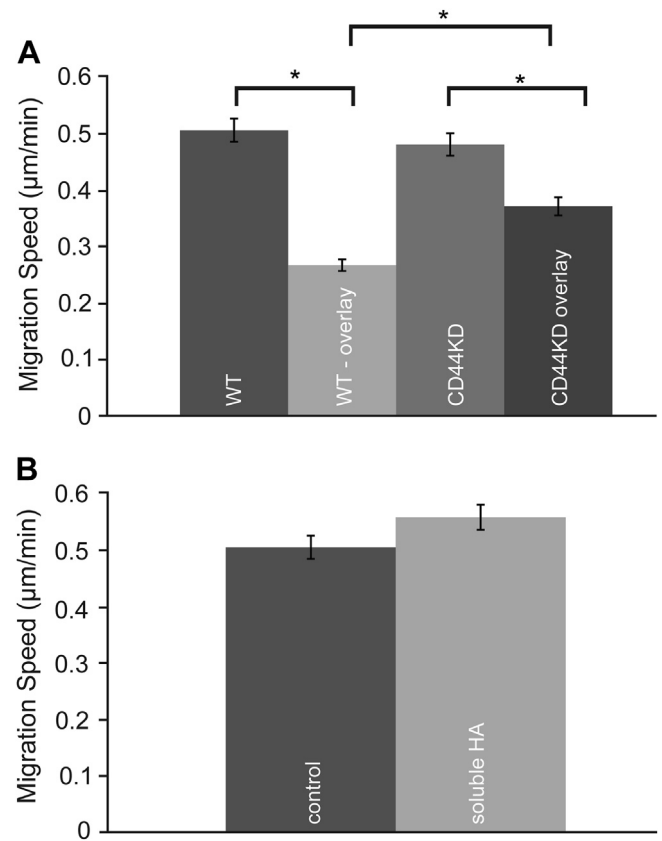 A
*
*
*
Migration Speed (μm/min)
0.6
0.5
0.4
0.3
0.2
0.1
0
WT
WT - overlay
CD44KD
CD44KD overlay
B
Migration Speed (μm/min)
0.6
0.5
0.4
0.3
0.2
0.1
0
control
soluble HA